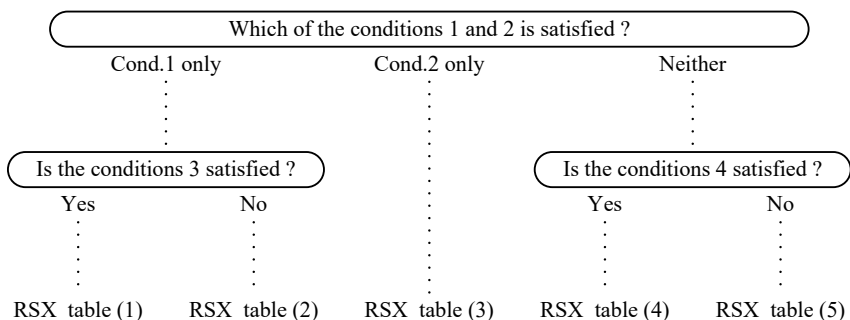 Which of the conditions 1 and 2 is satisfied ?
Cond.1 only Cond.2 only Neither
Is the conditions 3 satisfied ? Is the conditions 4 satisfied ?
Yes No Yes No
RSX table (1) RSX table (2) RSX table (3) RSX table (4) RSX table (5)